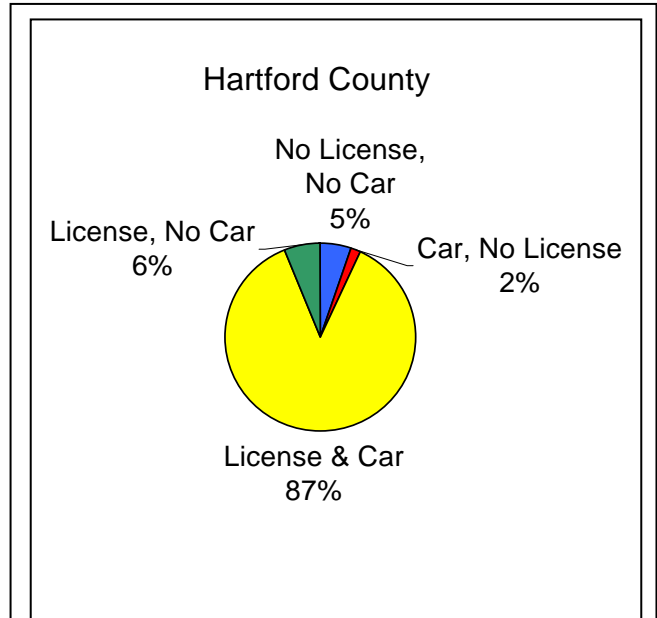 Hartford County
No License,
No Car
5%
License, No Car
6%
Car, No License
2%
License & Car
87%